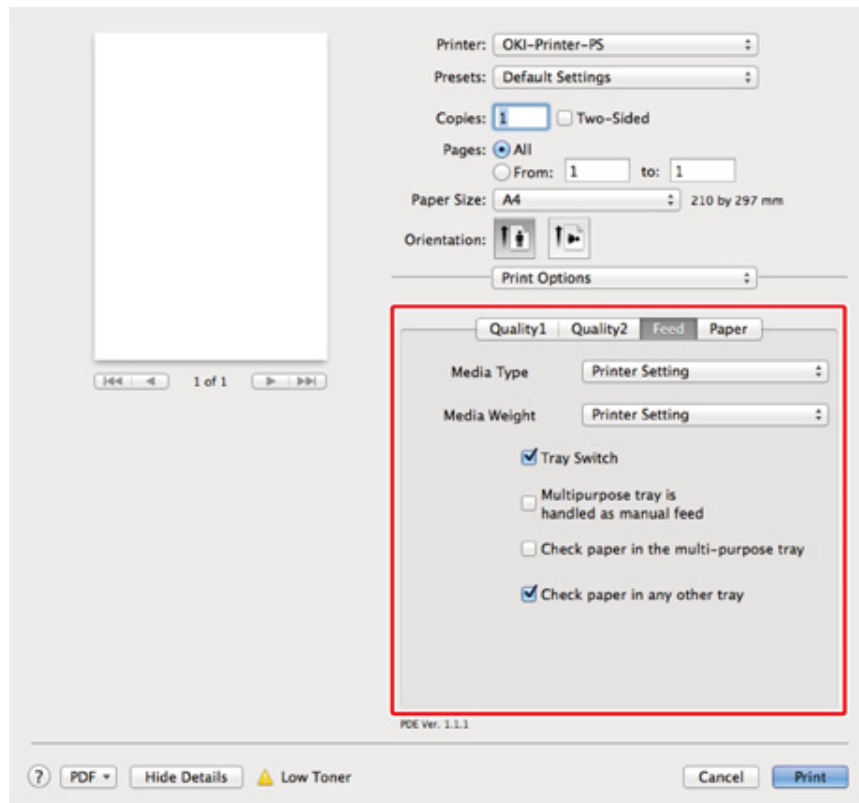 Printer: OKI-Printer-PS
Presets: Default Settings
Copies: 1 Two-Sided
Pages: All
From: 1 to: 1
Paper Size: A4 210 by 297 mm
Orientation:
Print Options
Quality1 Quality2 Feed Paper
Media Type Printer Setting
Media Weight Printer Setting
Tray Switch
Multipurpose tray is
handled as manual feed
Check paper in the multi-purpose tray
Check paper in any other tray
1 of 1
PDE Ver. 1.1.1
? PDF Hide Details Low Toner Cancel Print